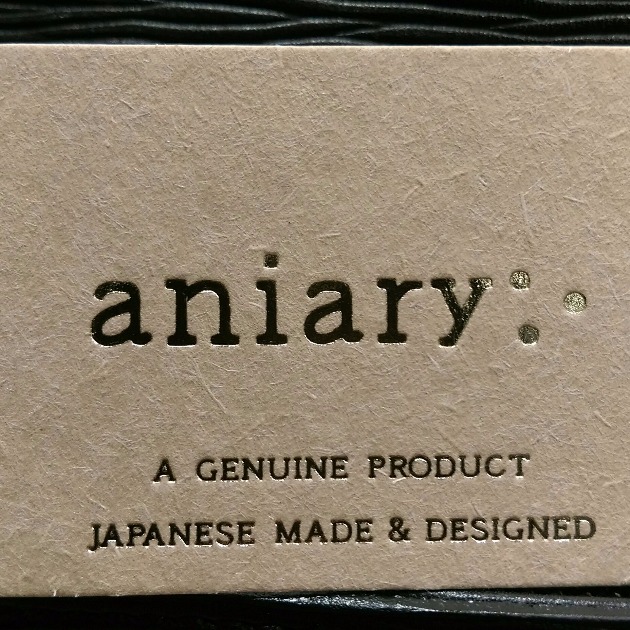 aniary
A GENUINE PRODUCT
JAPANESE MADE & DESIGNED